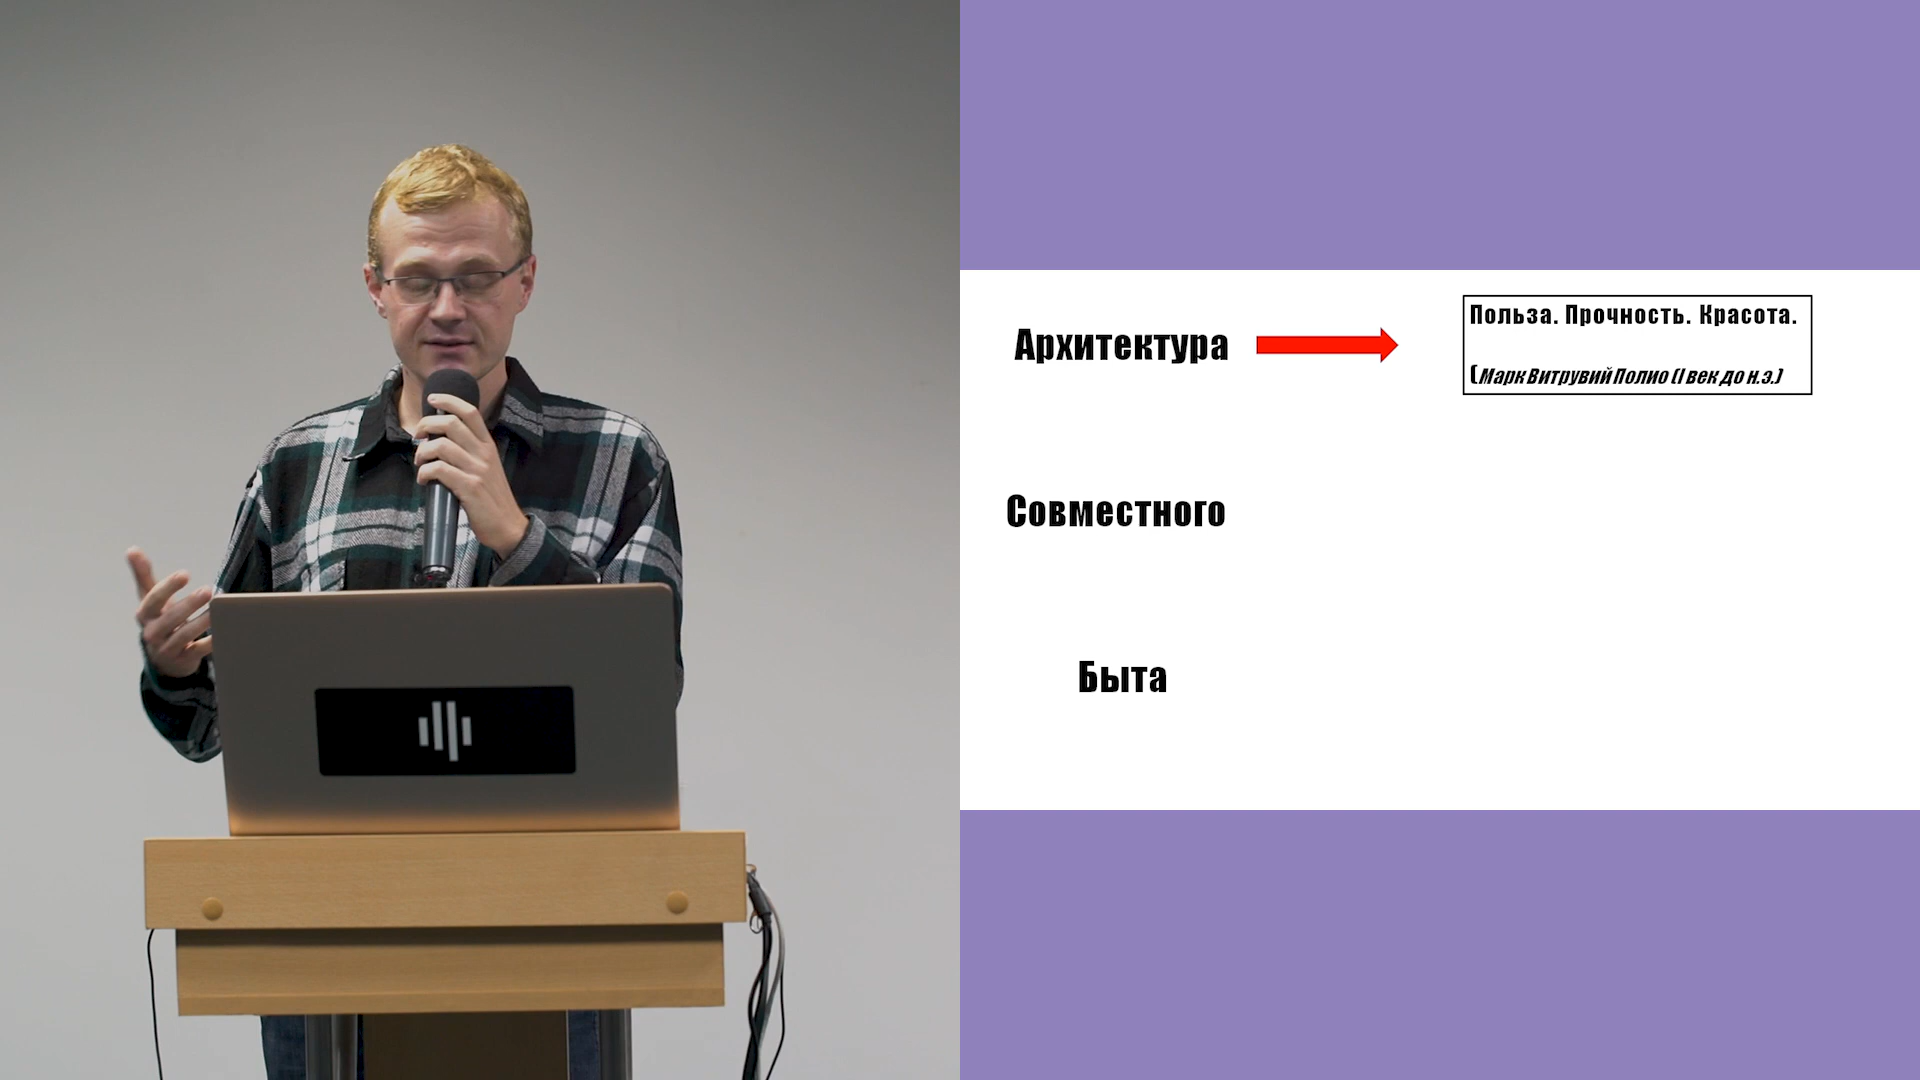 Архитектура
Польза. Прочность. Красота.
(Марк Витрувий Полио (I век до н.э.)
Совместного
Быта